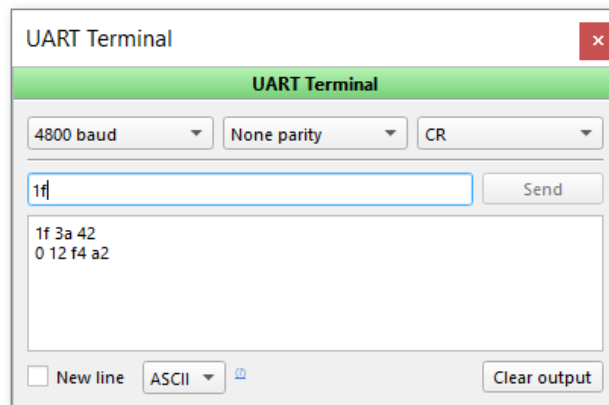 UART Terminal
UART Terminal
4800 baud None parity CR
1f Send
1f 3a 42
0 12 f4 a2
New line ASCII (?) Clear output